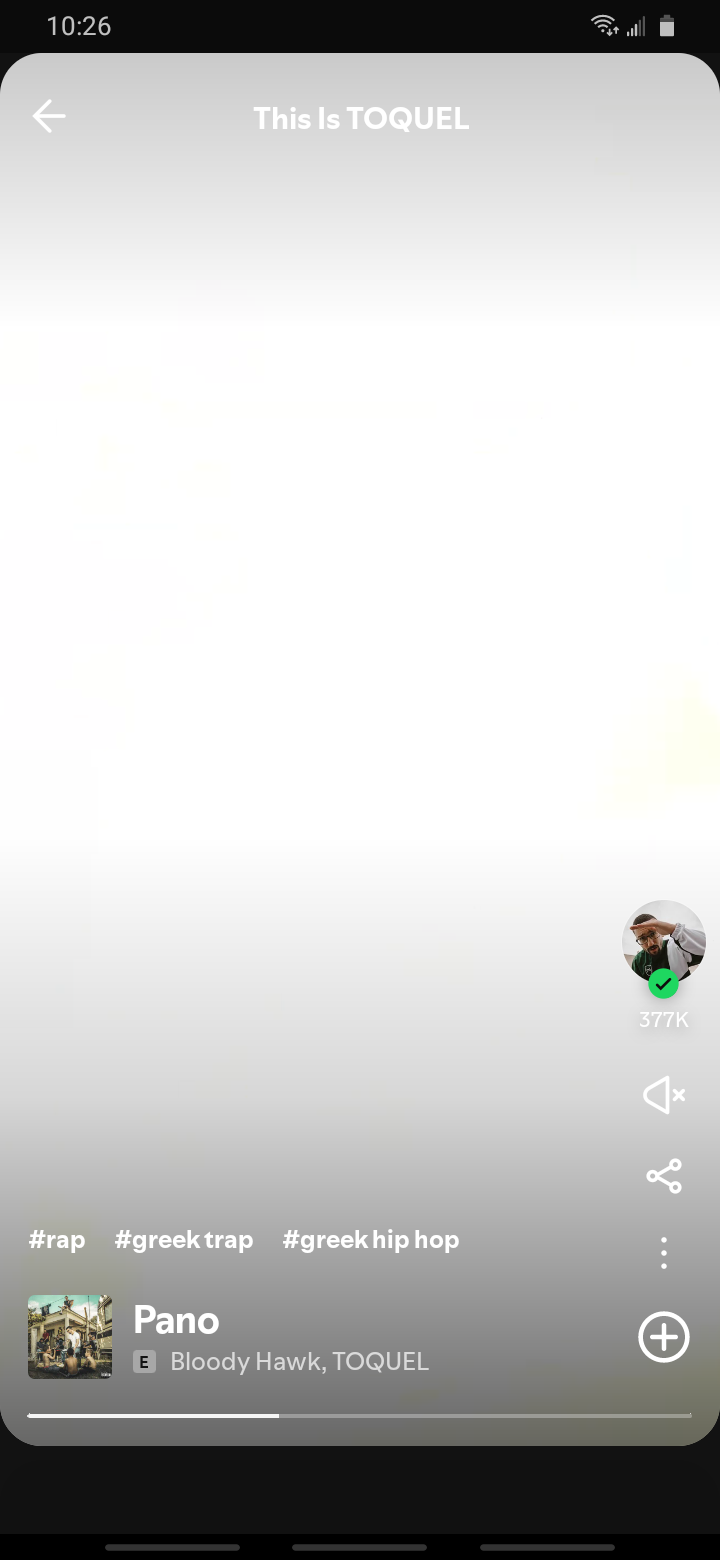 10:26
This Is TOQUEL
377K
#rap #greek trap #greek hip hop
Pano
E Bloody Hawk, TOQUEL